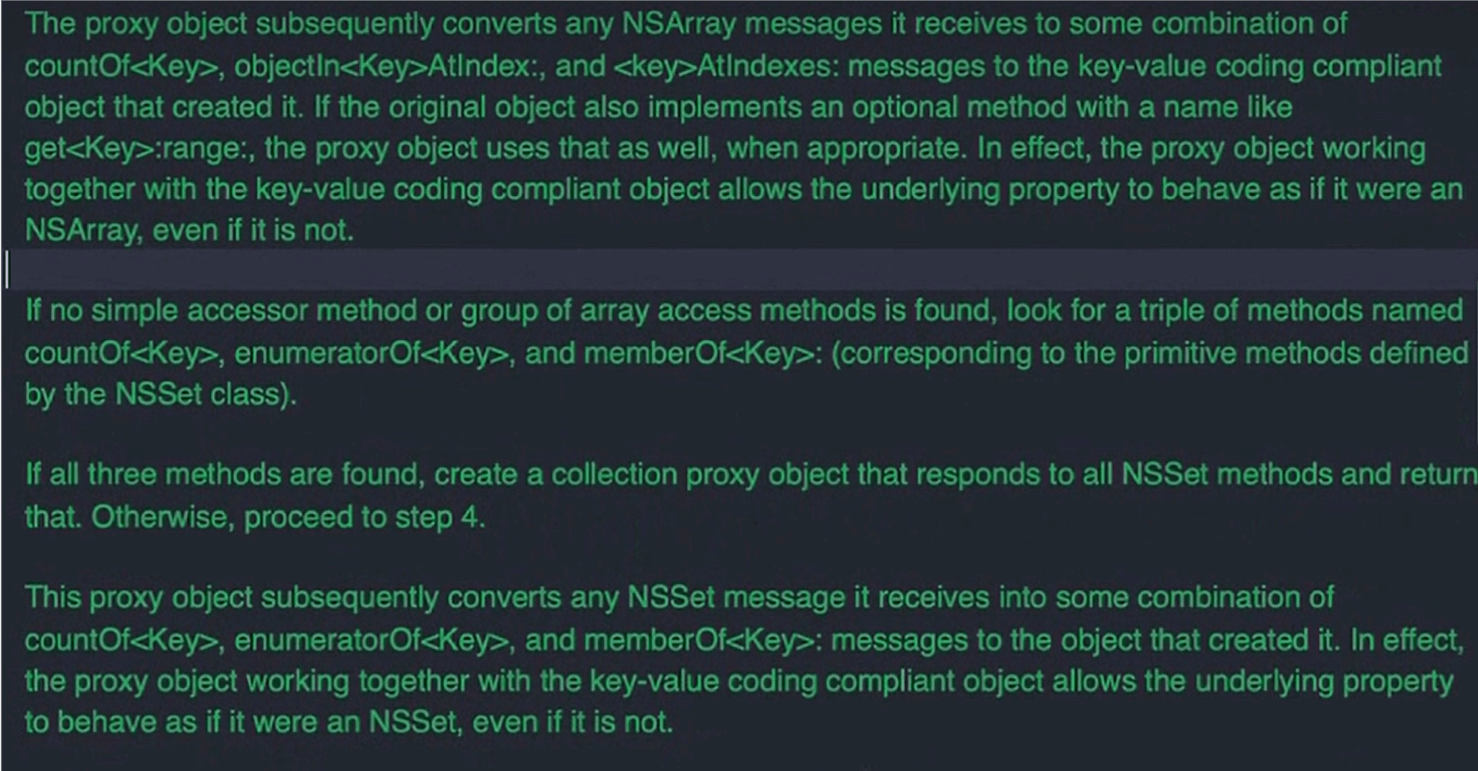 The proxy object subsequently converts any NSArray messages it receives to some combination of
countOf<Key>, objectIn<Key>AtIndex:, and <key>AtIndexes: messages to the key-value coding compliant
object that created it. If the original object also implements an optional method with a name like
get<Key>:range:, the proxy object uses that as well, when appropriate. In effect, the proxy object working
together with the key-value coding compliant object allows the underlying property to behave as if it were an
NSArray, even if it is not.
If no simple accessor method or group of array access methods is found, look for a triple of methods named
countOf<Key>, enumeratorOf<Key>, and memberOf<Key>: (corresponding to the primitive methods defined
by the NSSet class).
If all three methods are found, create a collection proxy object that responds to all NSSet methods and return
that. Otherwise, proceed to step 4.
This proxy object subsequently converts any NSSet message it receives into some combination of
countOf<Key>, enumeratorOf<Key>, and memberOf<Key>: messages to the object that created it. In effect,
the proxy object working together with the key-value coding compliant object allows the underlying property
to behave as if it were an NSSet, even if it is not.